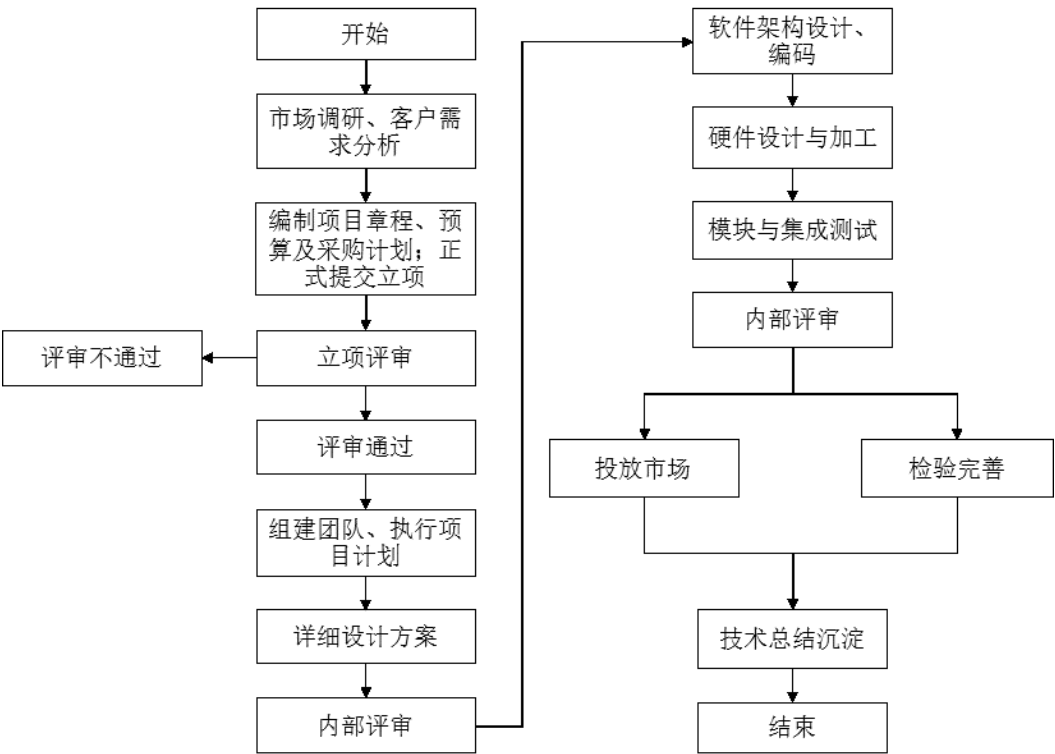 开始
市场调研、客户需
求分析
编制项目章程、预
算及采购计划；正
式提交立项
评审不通过
立项评审
评审通过
组建团队、执行项
目计划
详细设计方案
内部评审
软件架构设计、
编码
硬件设计与加工
模块与集成测试
内部评审
投放市场
检验完善
技术总结沉淀
结束